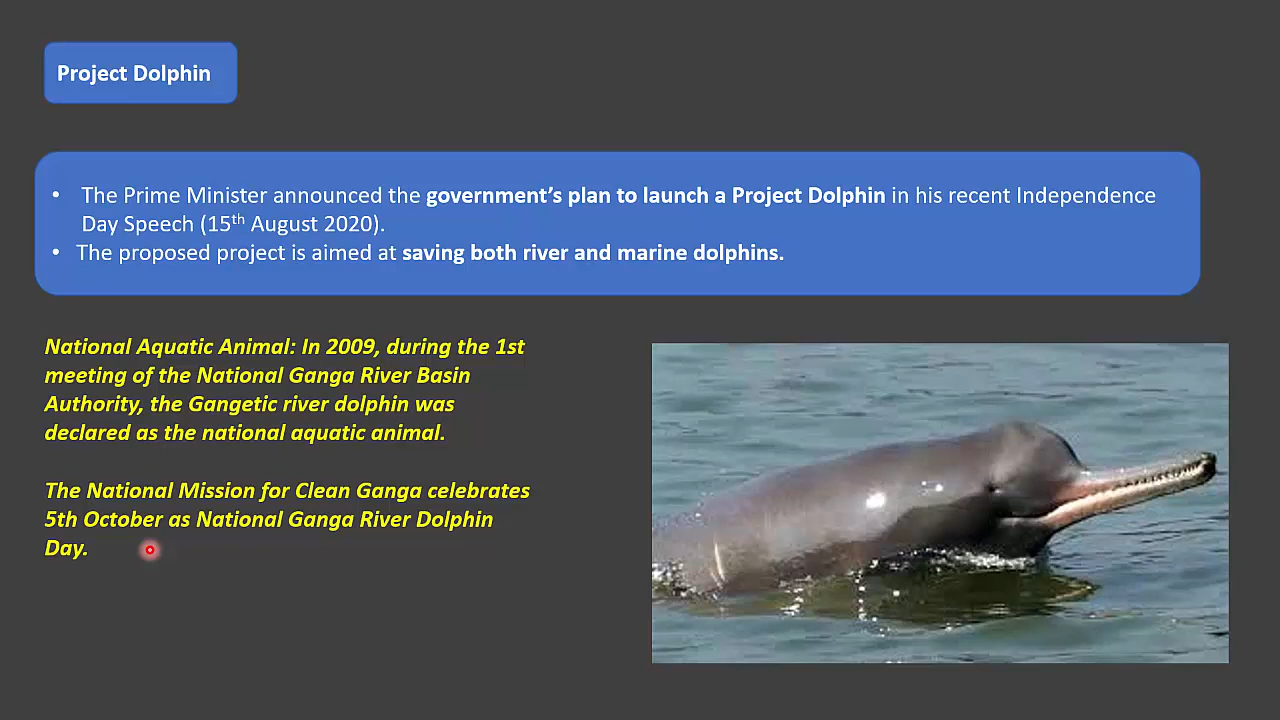 Project Dolphin
• The Prime Minister announced the government’s plan to launch a Project Dolphin in his recent Independence
Day Speech (15th August 2020).
• The proposed project is aimed at saving both river and marine dolphins.
National Aquatic Animal: In 2009, during the 1st
meeting of the National Ganga River Basin
Authority, the Gangetic river dolphin was
declared as the national aquatic animal.
The National Mission for Clean Ganga celebrates
5th October as National Ganga River Dolphin
Day.